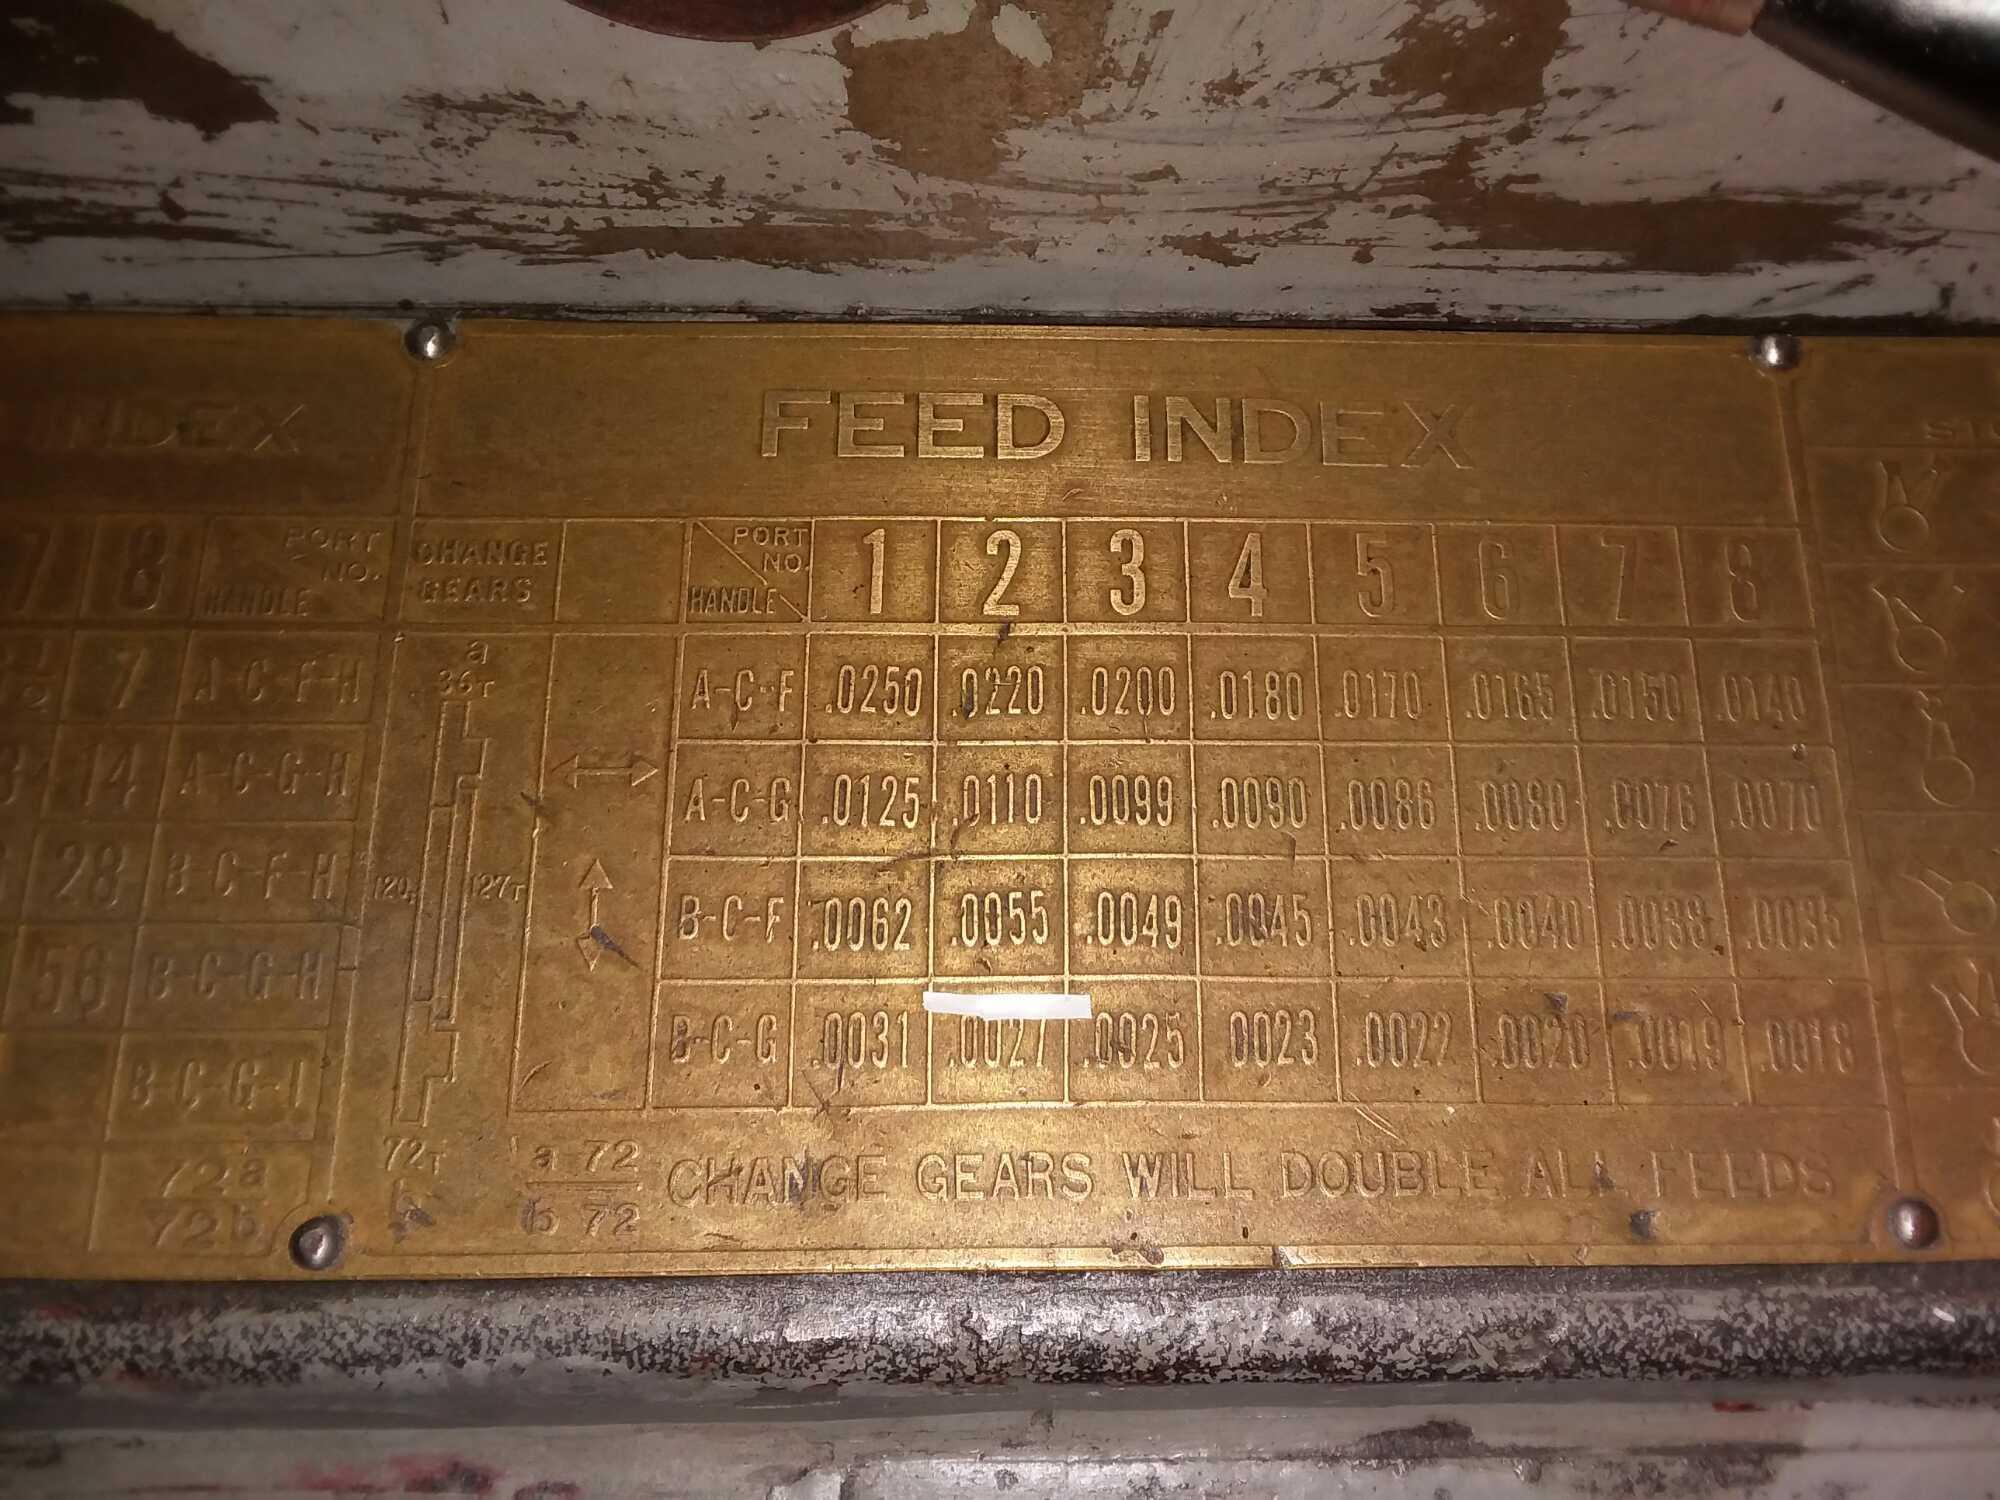 INDEX
FEED INDEX
7 8 HANDLE PORT NO.
CHANGE GEARS
HANDLE PORT NO. 1 2 3 4 5 6 7 8
7 A-C-F-H
a
36T
A-C-F .0250 .0220 .0200 .0180 .0170 .0165 .0150 .0140
14 A-C-G-H
A-C-G .0125 .0110 .0099 .0090 .0086 .0080 .0076 .0070
28 B-C-F-H
120T 127T
B-C-F .0062 .0055 .0049 .0045 .0043 .0040 .0038 .0035
56 B-C-G-H
B-C-G .0031 .0027 .0025 .0023 .0022 .0020 .0019 .0018
B-C-G-I
72a
72b
72T
b
a 72
b 72
CHANGE GEARS WILL DOUBLE ALL FEEDS